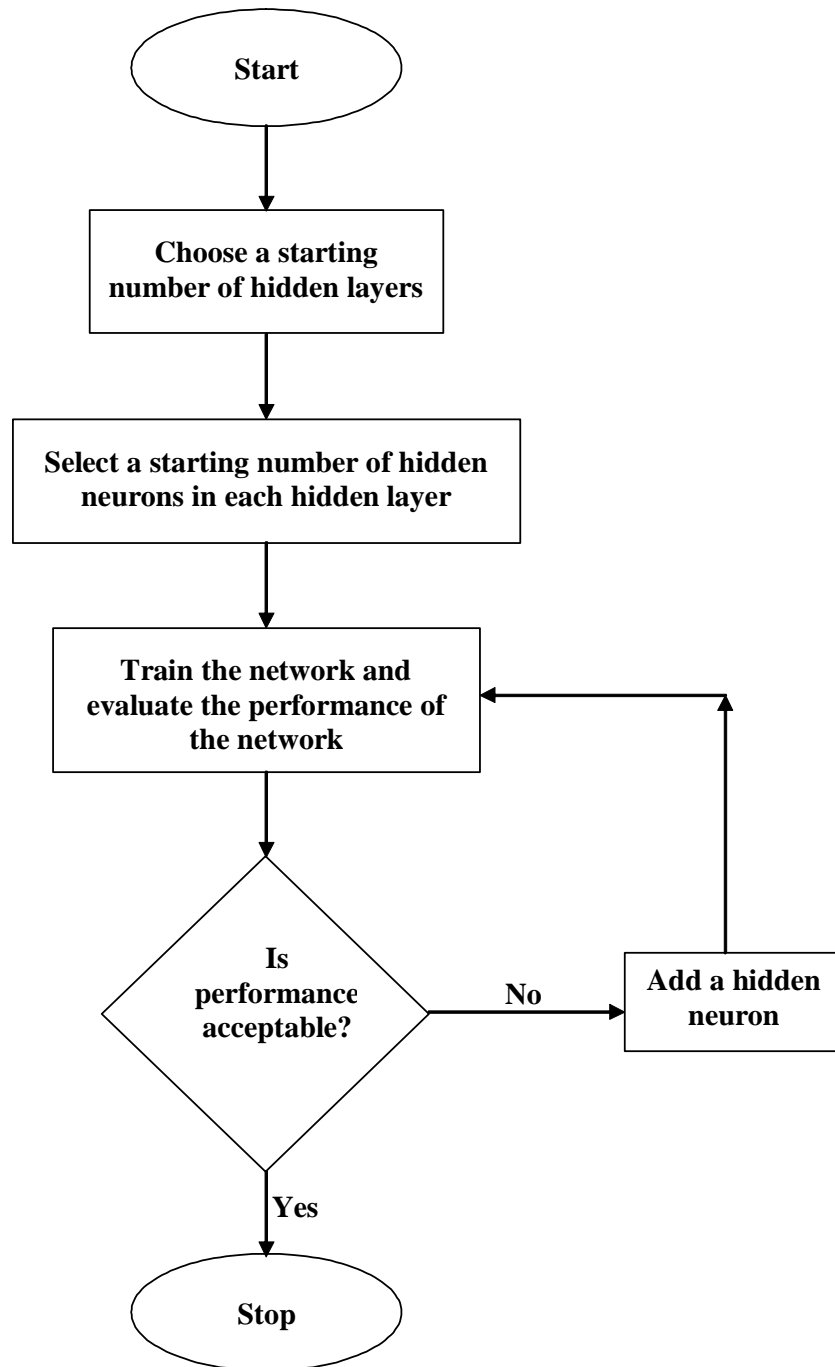 Start
Choose a starting
number of hidden layers
Select a starting number of hidden
neurons in each hidden layer
Train the network and
evaluate the performance of
the network
Is
performance
acceptable?
No
Add a hidden
neuron
Yes
Stop